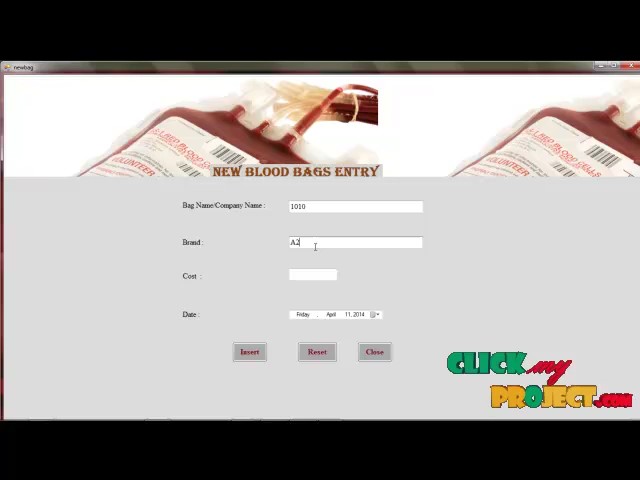 newbag
VOLUNTEER
NEW BLOOD BAGS ENTRY
Bag Name/Company Name :
1010
Brand :
A2
Cost :
Date :
Friday , April 11, 2014
Insert
Reset
Close
CLICK my
PROJECT.COM